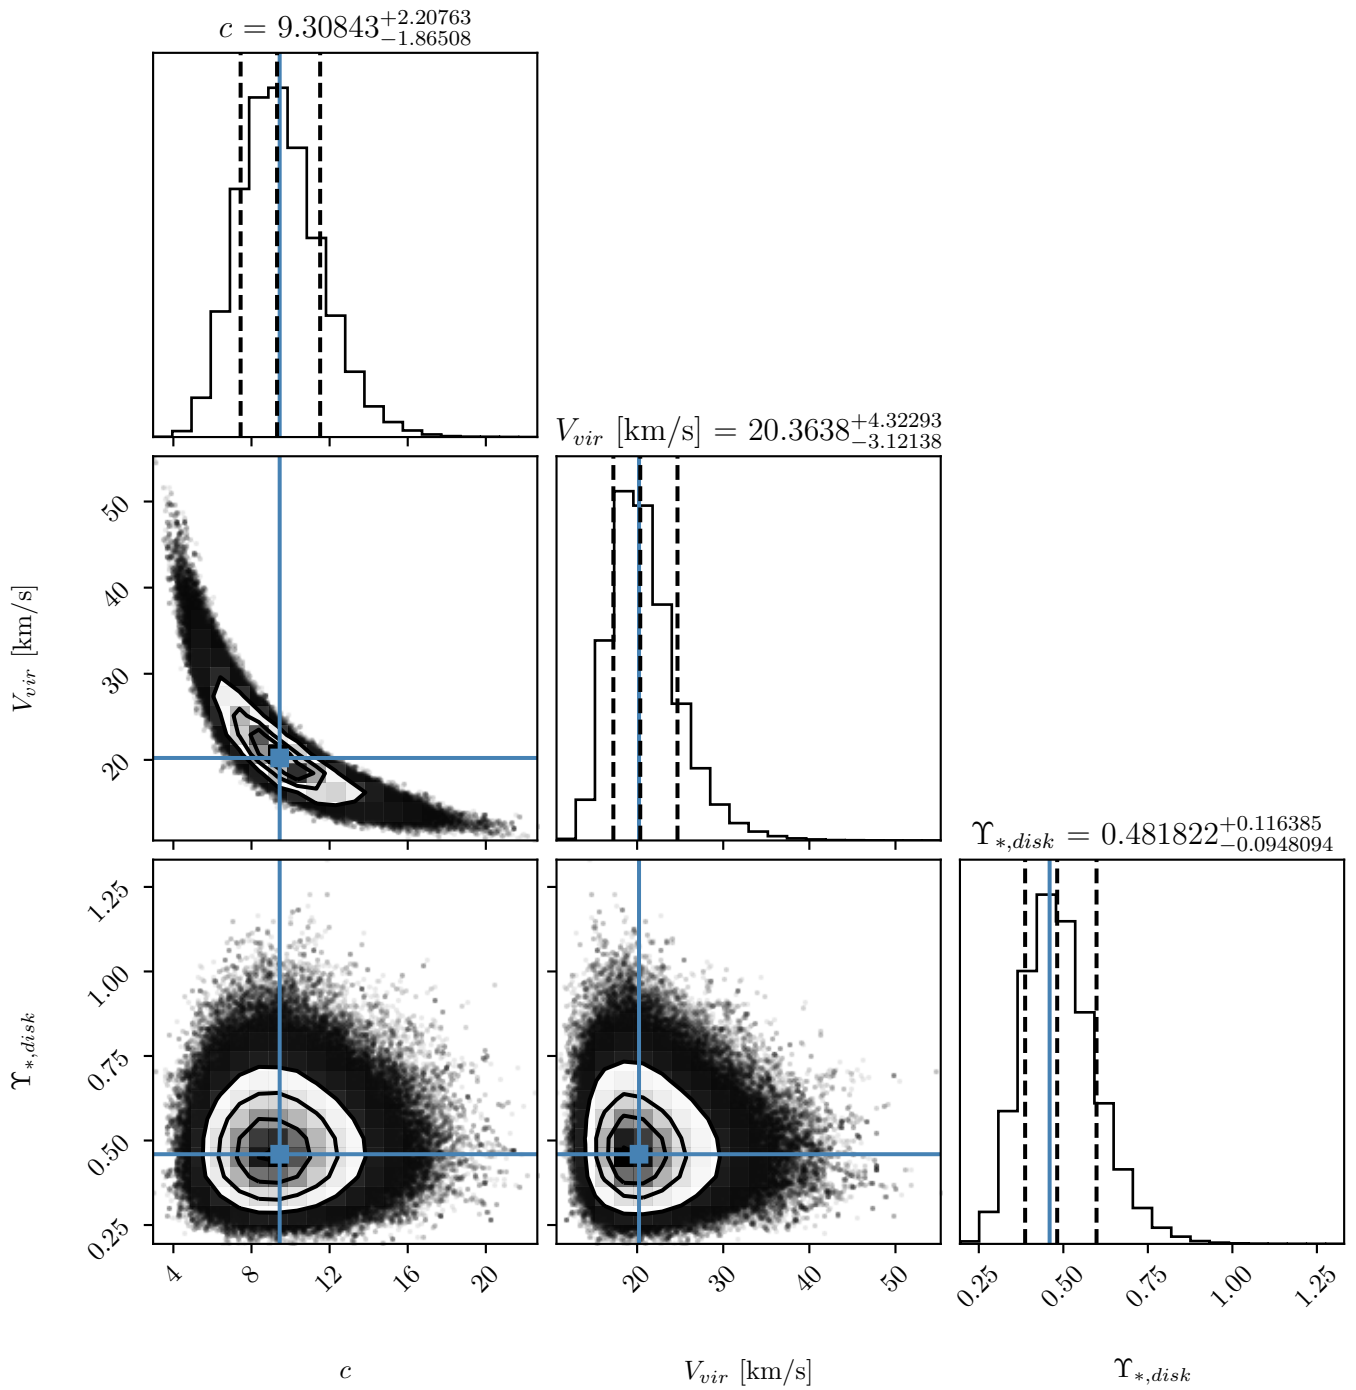 c = 9.30843^{+2.20763}_{-1.86508}
V_{vir} [km/s] = 20.3638^{+4.32293}_{-3.12138}
50
40
30
20
V_{vir} [km/s]
Υ_{*,disk} = 0.481822^{+0.116385}_{-0.0948094}
1.25
1.00
0.75
0.50
0.25
Υ_{*,disk}
4 8 12 16 20
20 30 40 50
0.25 0.50 0.75 1.00 1.25
c
V_{vir} [km/s]
Υ_{*,disk}